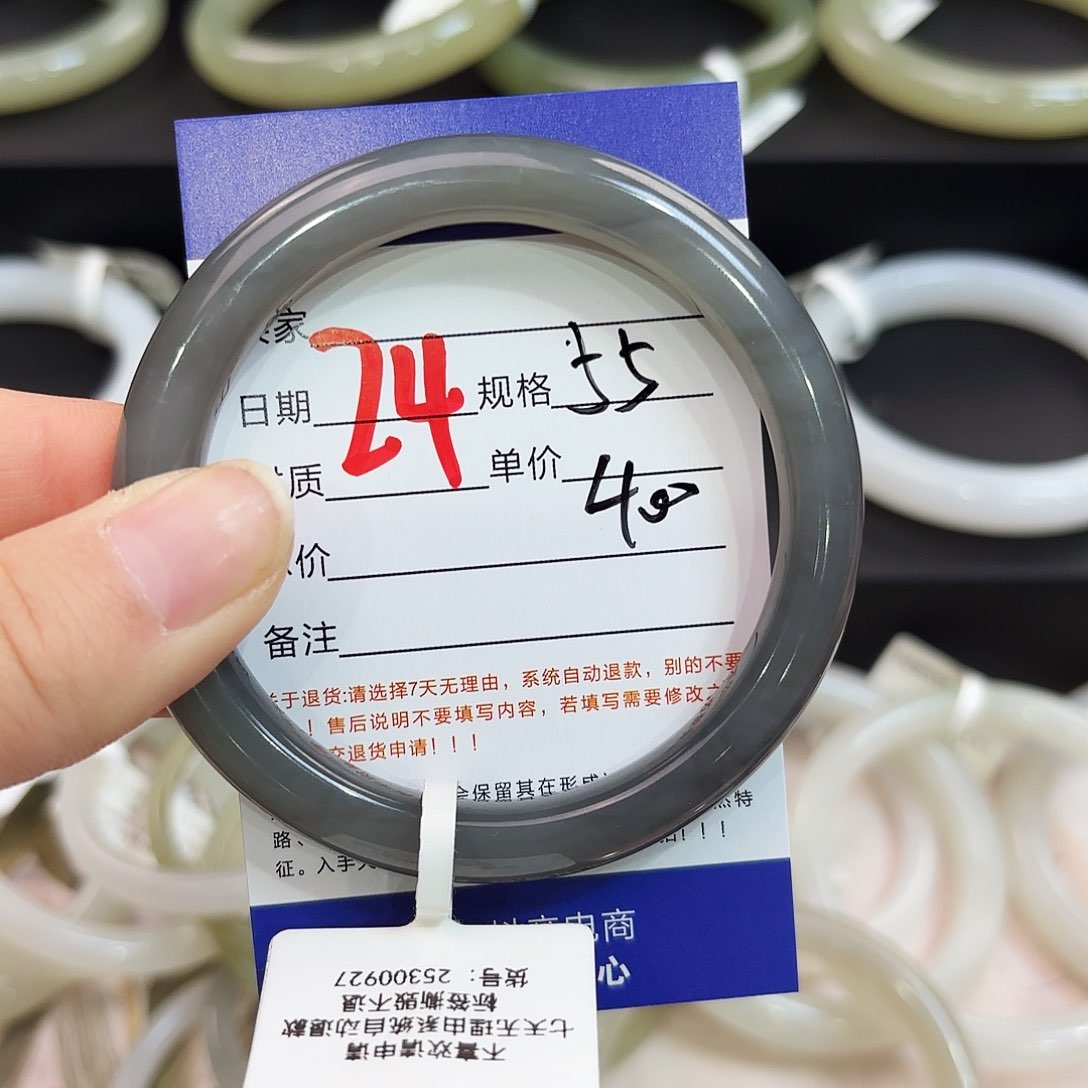 家
24
日期 规格 55
质 单价 40
价
备注
于退货:请选择7天无理由，系统自动退款，别的不要
！售后说明不要填写内容，若填写需要修改
交退货申请！！！
保留其在形成
然特
路、 ！！！
征。入手
电商
心
货号：25300927
标签撕毁不退
七天无理由系统自动退款
不喜欢请申请